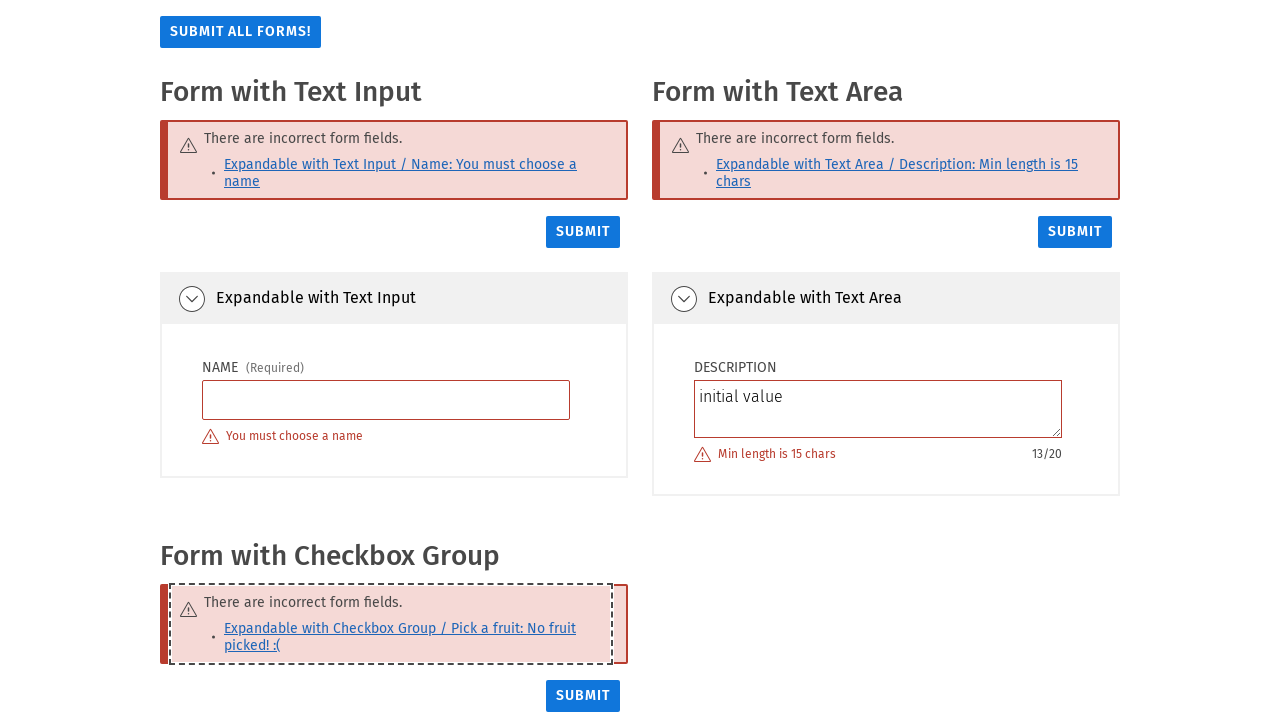 SUBMIT ALL FORMS!
Form with Text Input
There are incorrect form fields.
Expandable with Text Input / Name: You must choose a
name
SUBMIT
Expandable with Text Input
NAME (Required)
You must choose a name
Form with Text Area
There are incorrect form fields.
Expandable with Text Area / Description: Min length is 15
chars
SUBMIT
Expandable with Text Area
DESCRIPTION
initial value
Min length is 15 chars 13/20
Form with Checkbox Group
There are incorrect form fields.
Expandable with Checkbox Group / Pick a fruit: No fruit
picked! :(
SUBMIT